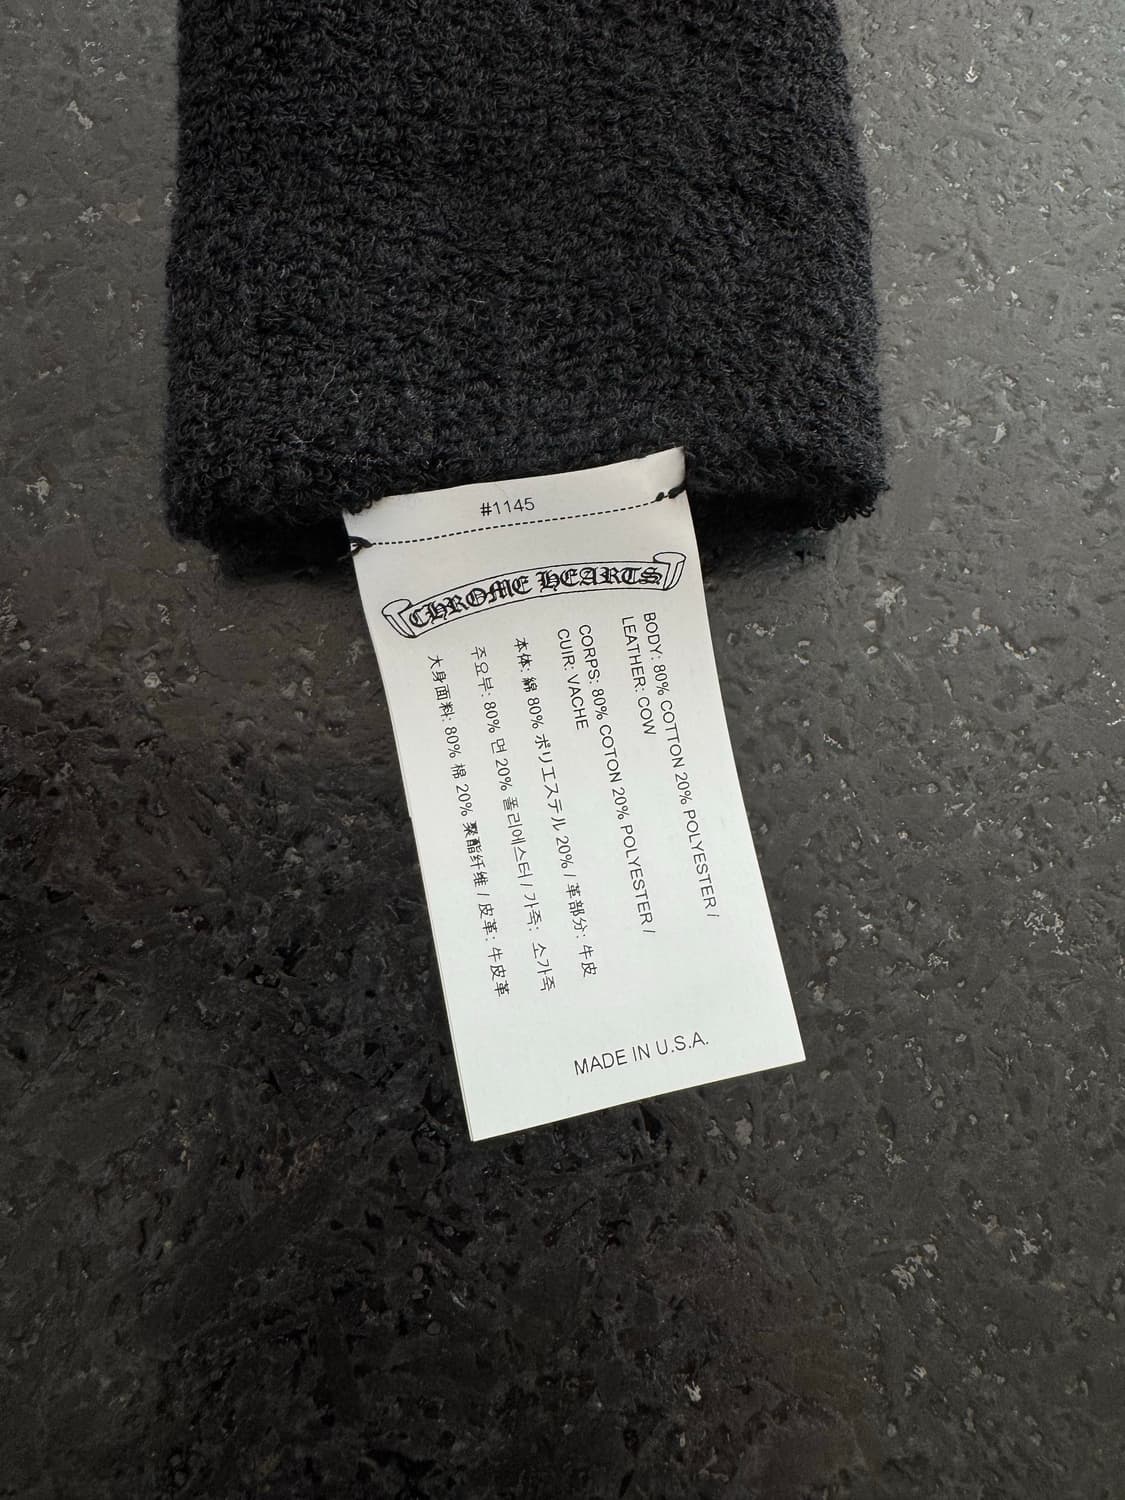 #1145
CHROME HEARTS
BODY: 80% COTTON 20% POLYESTER /
LEATHER: COW
CORPS: 80% COTON 20% POLYESTER /
CUIR: VACHE
本体: 綿 80% ポリエステル 20% / 革部分: 牛皮
주요부: 80% 면 20% 폴리에스터 / 가죽: 소가죽
大身面料: 80% 棉 20% 聚酯纤维 / 皮革: 牛皮革
MADE IN U.S.A.